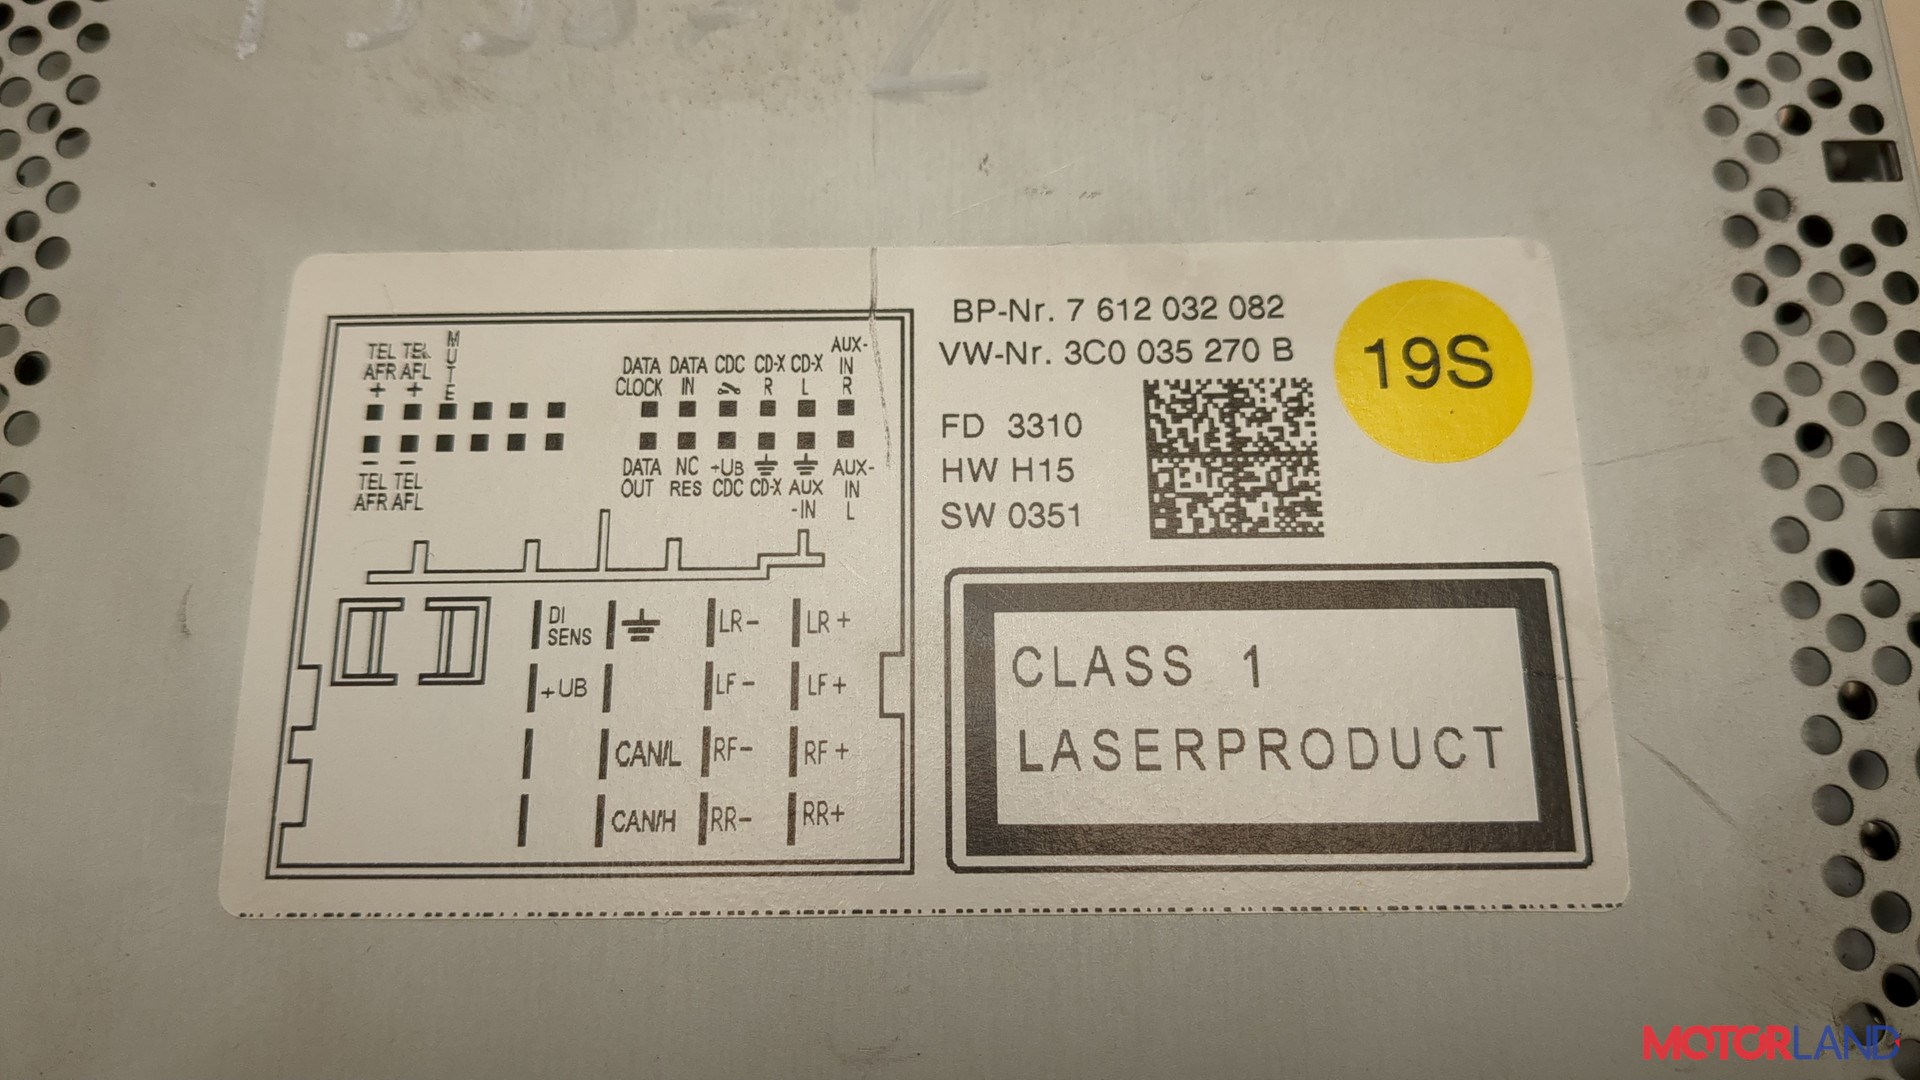 TEL TEL
AFR AFL
+ +
MUTE
DATA DATA CDC CD-X CD-X AUX-
CLOCK IN R L IN
R
- -
TEL TEL
AFR AFL
DATA NC +UB AUX-
OUT RES CDC CD-X AUX IN
-IN L
DI
SENS
LR- LR+
+UB LF- LF+
CAN/L RF- RF+
CAN/H RR- RR+
BP-Nr. 7 612 032 082
VW-Nr. 3C0 035 270 B
FD 3310
HW H15
SW 0351
19S
CLASS 1
LASERPRODUCT
MOTORLAND